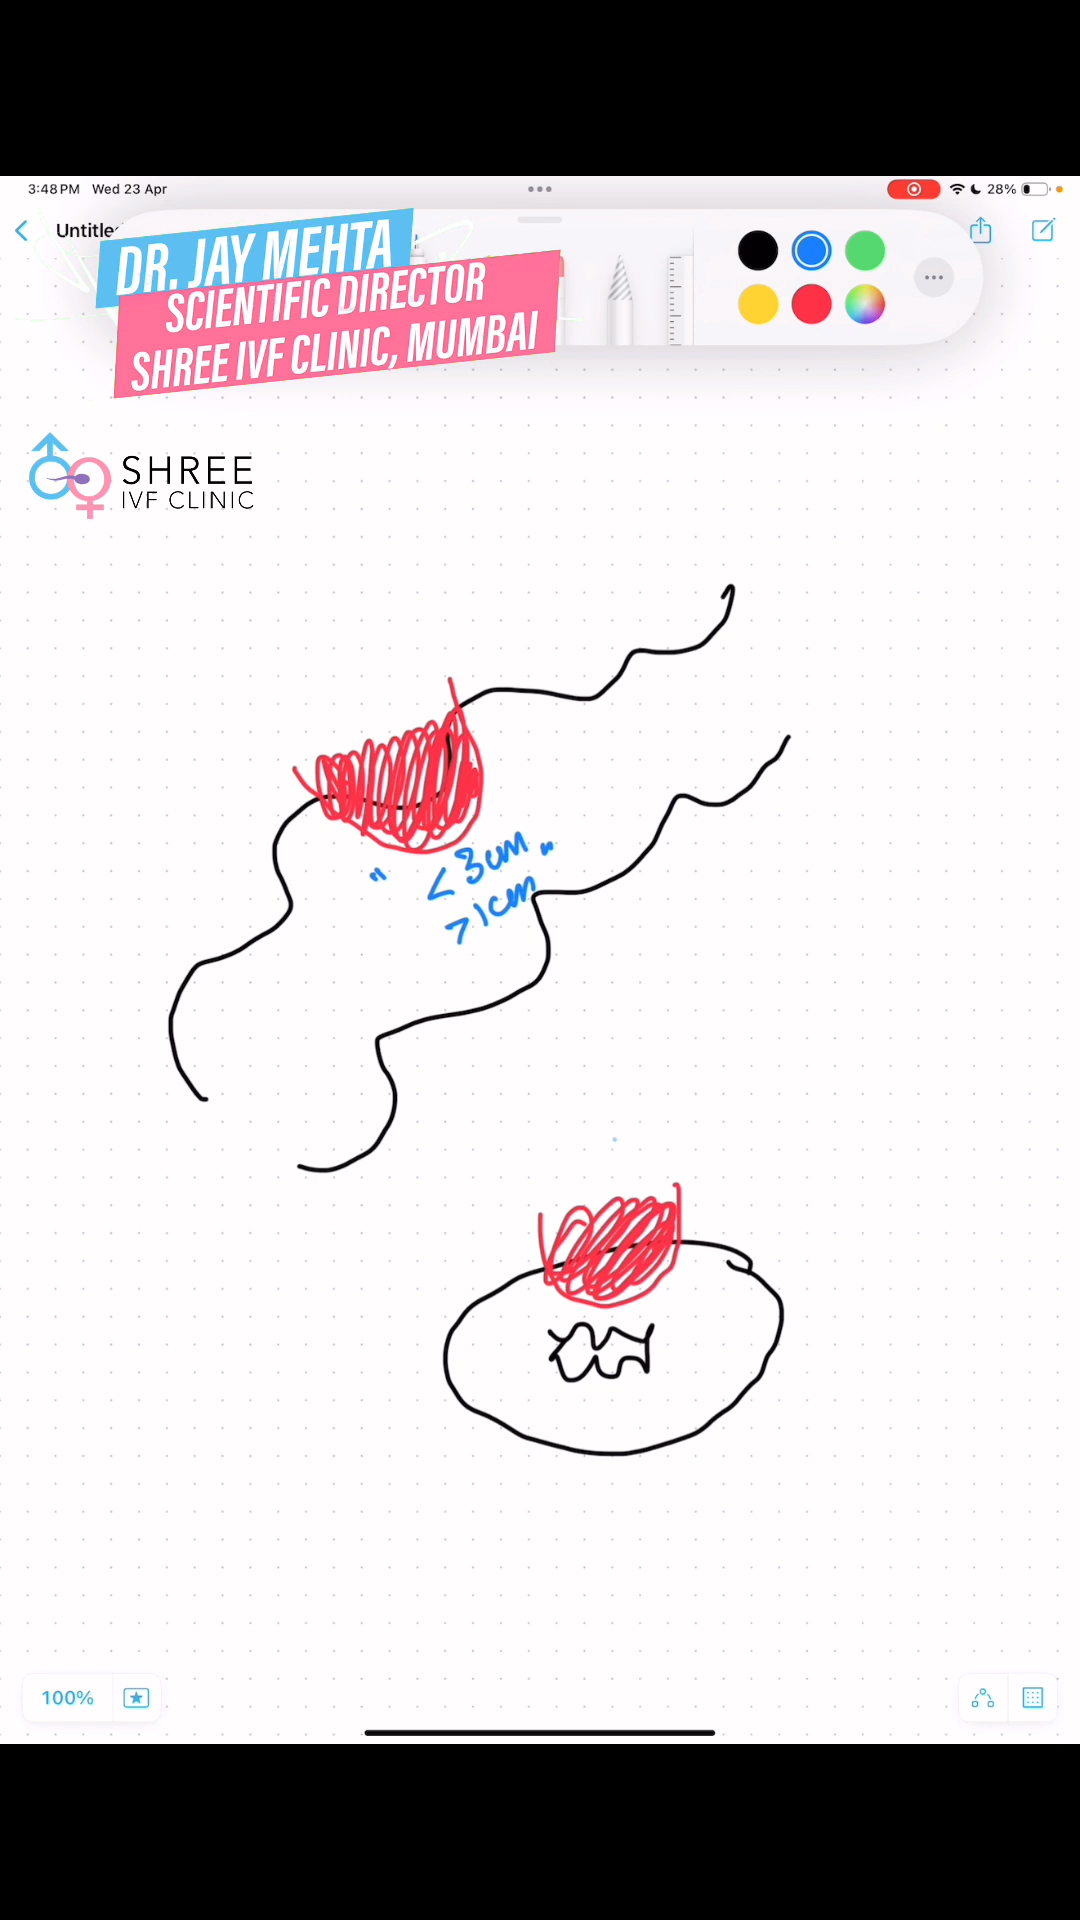 3:48 PM Wed 23 Apr
28%
DR. JAY MEHTA
SCIENTIFIC DIRECTOR
SHREE IVF CLINIC, MUMBAI
SHREE
IVF CLINIC
" < 3cm "
>1cm
100%